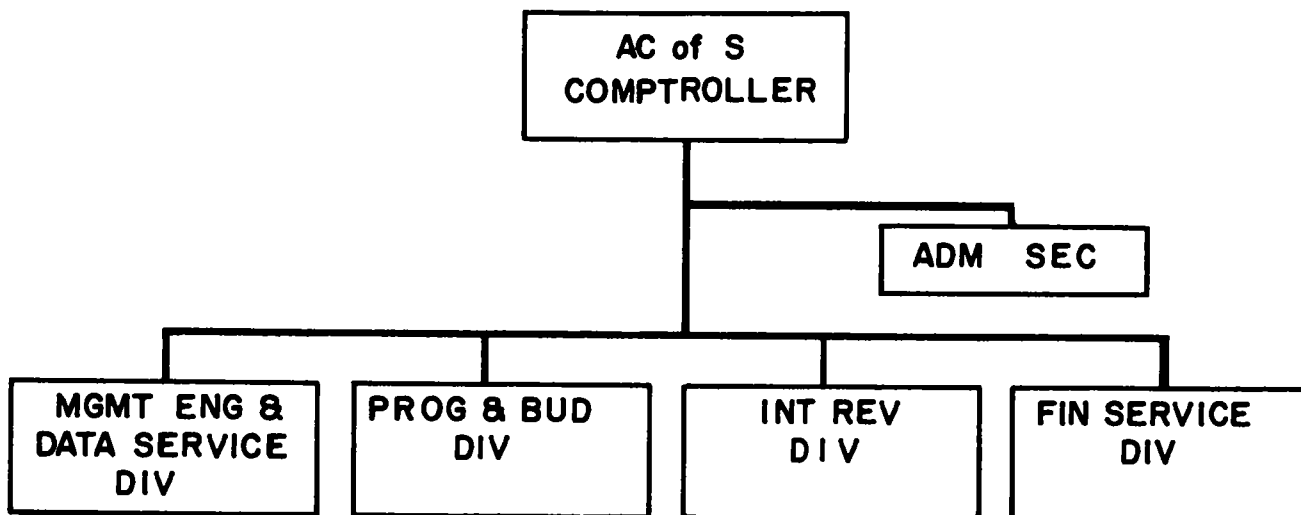 AC of S
COMPTROLLER
ADM SEC
MGMT ENG &
DATA SERVICE
DIV
PROG & BUD
DIV
INT REV
DIV
FIN SERVICE
DIV